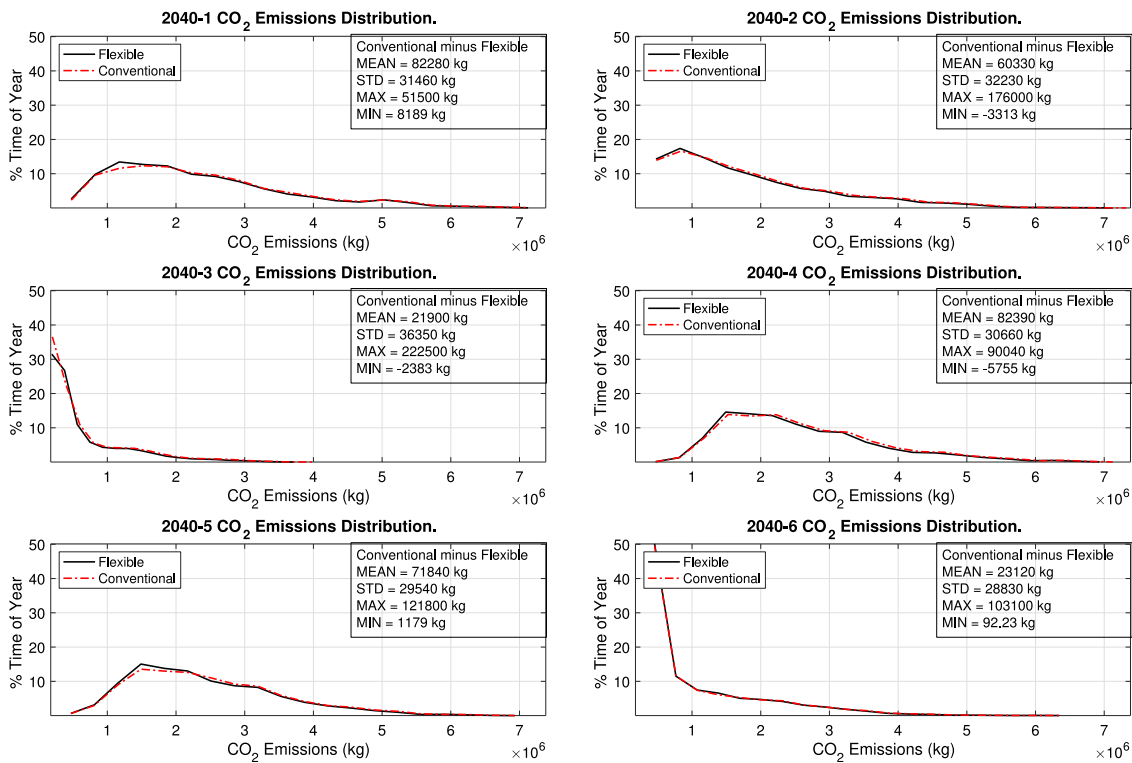 2040-1 CO2 Emissions Distribution.
50
40
30
20
10
% Time of Year
Flexible
Conventional
Conventional minus Flexible
MEAN = 82280 kg
STD = 31460 kg
MAX = 51500 kg
MIN = 8189 kg
1 2 3 4 5 6 7
CO2 Emissions (kg)
×10^6
2040-2 CO2 Emissions Distribution.
50
40
30
20
10
% Time of Year
Flexible
Conventional
Conventional minus Flexible
MEAN = 60330 kg
STD = 32230 kg
MAX = 176000 kg
MIN = -3313 kg
1 2 3 4 5 6 7
CO2 Emissions (kg)
×10^6
2040-3 CO2 Emissions Distribution.
50
40
30
20
10
% Time of Year
Conventional minus Flexible
MEAN = 21900 kg
STD = 36350 kg
MAX = 222500 kg
MIN = -2383 kg
1 2 3 4 5 6 7
CO2 Emissions (kg)
×10^6
2040-4 CO2 Emissions Distribution.
50
40
30
20
10
% Time of Year
Flexible
Conventional
Conventional minus Flexible
MEAN = 82390 kg
STD = 30660 kg
MAX = 90040 kg
MIN = -5755 kg
1 2 3 4 5 6 7
CO2 Emissions (kg)
×10^6
2040-5 CO2 Emissions Distribution.
50
40
30
20
10
% Time of Year
Flexible
Conventional
Conventional minus Flexible
MEAN = 71840 kg
STD = 29540 kg
MAX = 121800 kg
MIN = 1179 kg
1 2 3 4 5 6 7
CO2 Emissions (kg)
×10^6
2040-6 CO2 Emissions Distribution.
50
40
30
20
10
% Time of Year
Flexible
Conventional
Conventional minus Flexible
MEAN = 23120 kg
STD = 28830 kg
MAX = 103100 kg
MIN = 92.23 kg
1 2 3 4 5 6 7
CO2 Emissions (kg)
×10^6